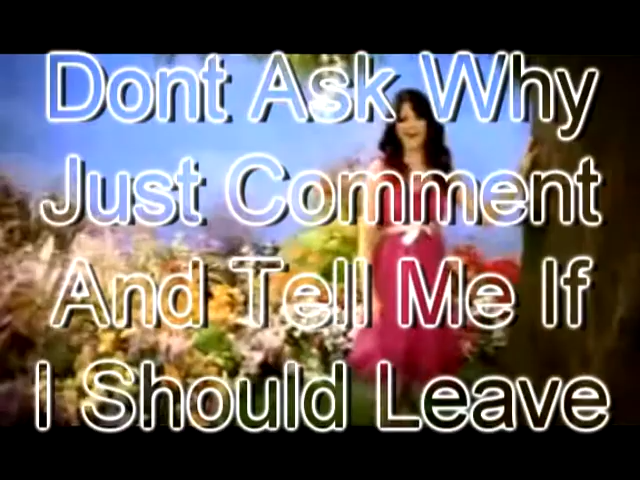 Dont Ask Why
Just Comment
And Tell Me If
I Should Leave